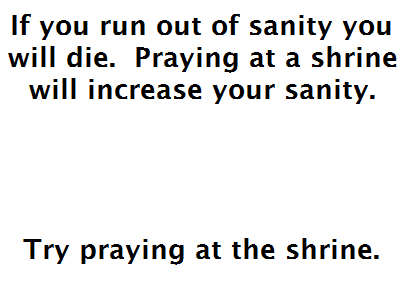 If you run out of sanity you
will die.  Praying at a shrine
will increase your sanity.
Try praying at the shrine.